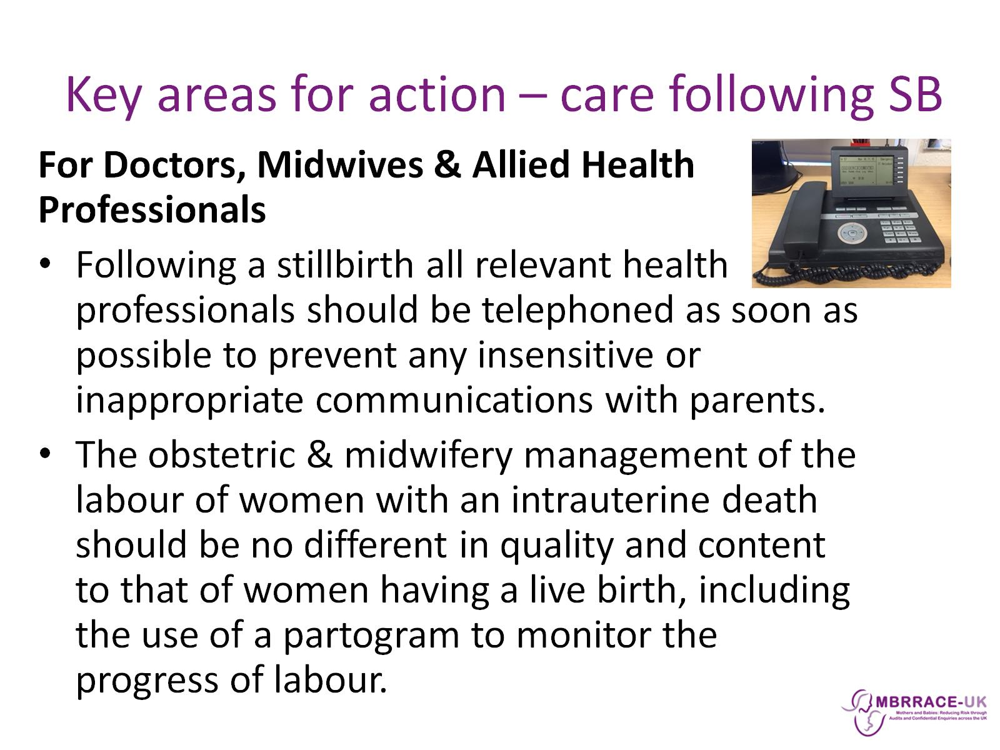 Key areas for action – care following SB
For Doctors, Midwives & Allied Health
Professionals
• Following a stillbirth all relevant health
professionals should be telephoned as soon as
possible to prevent any insensitive or
inappropriate communications with parents.
• The obstetric & midwifery management of the
labour of women with an intrauterine death
should be no different in quality and content
to that of women having a live birth, including
the use of a partogram to monitor the
progress of labour.
MBRRACE-UK
Mothers and Babies: Reducing Risk through
Audits and Confidential Enquiries across the UK